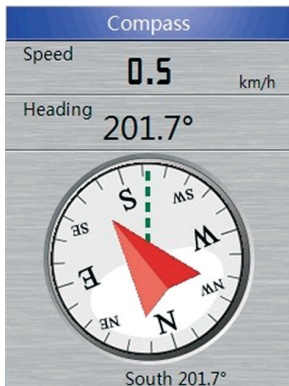 Compass
Speed
0.5
km/h
Heading
201.7°
S
SW
SE
W
E
NW
NE
N
South 201.7°